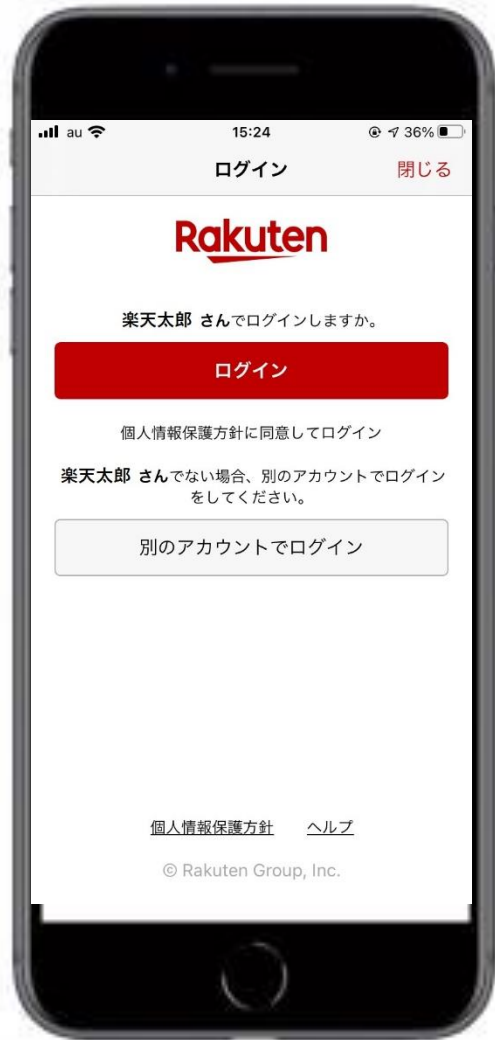 au 15:24 36%
ログイン 閉じる
Rakuten
楽天太郎 さんでログインしますか。
ログイン
個人情報保護方針に同意してログイン
楽天太郎 さんでない場合、別のアカウントでログイン
をしてください。
別のアカウントでログイン
個人情報保護方針 ヘルプ
© Rakuten Group, Inc.